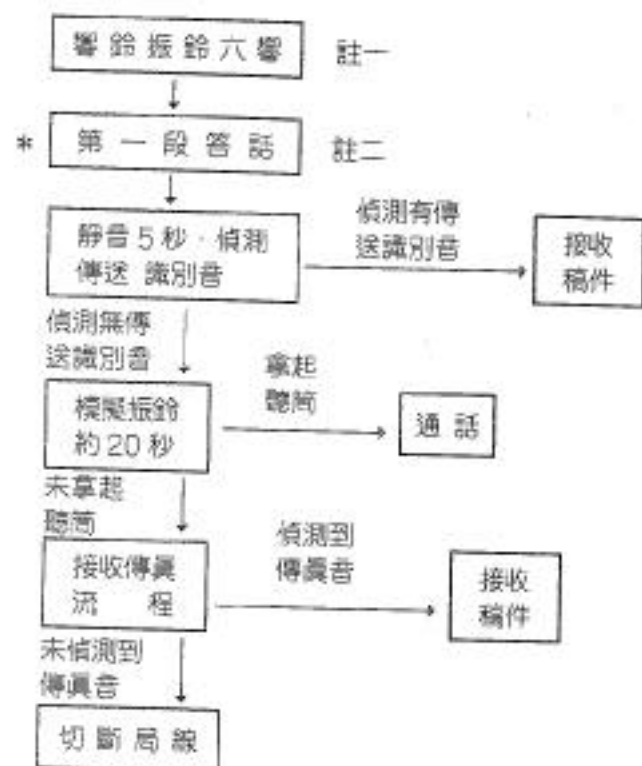 響鈴振鈴六響 註一
* 第一段答話 註二
靜音5秒．偵測
傳送 識別音
偵測有傳
送識別音
接收
稿件
偵測無傳
送識別音
模擬振鈴
約20秒
拿起
聽筒
通話
未拿起
聽筒
接收傳眞
流 程
偵測到
傳眞音
接收
稿件
未偵測到
傳眞音
切斷局線